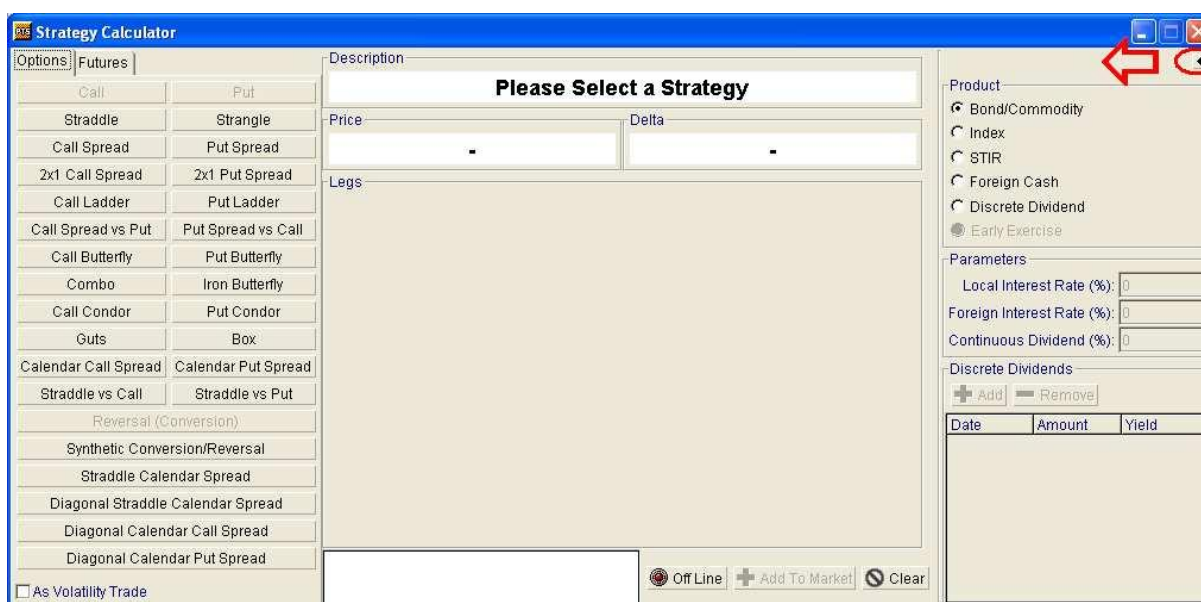 RTS Strategy Calculator
Options Futures
Call Put
Straddle Strangle
Call Spread Put Spread
2x1 Call Spread 2x1 Put Spread
Call Ladder Put Ladder
Call Spread vs Put Put Spread vs Call
Call Butterfly Put Butterfly
Combo Iron Butterfly
Call Condor Put Condor
Guts Box
Calendar Call Spread Calendar Put Spread
Straddle vs Call Straddle vs Put
Reversal (Conversion)
Synthetic Conversion/Reversal
Straddle Calendar Spread
Diagonal Straddle Calendar Spread
Diagonal Calendar Call Spread
Diagonal Calendar Put Spread
As Volatility Trade
Description
Please Select a Strategy
Price Delta
- -
Legs
Off Line Add To Market Clear
Product
Bond/Commodity
Index
STIR
Foreign Cash
Discrete Dividend
Early Exercise
Parameters
Local Interest Rate (%): 0
Foreign Interest Rate (%): 0
Continuous Dividend (%): 0
Discrete Dividends
Add Remove
Date Amount Yield